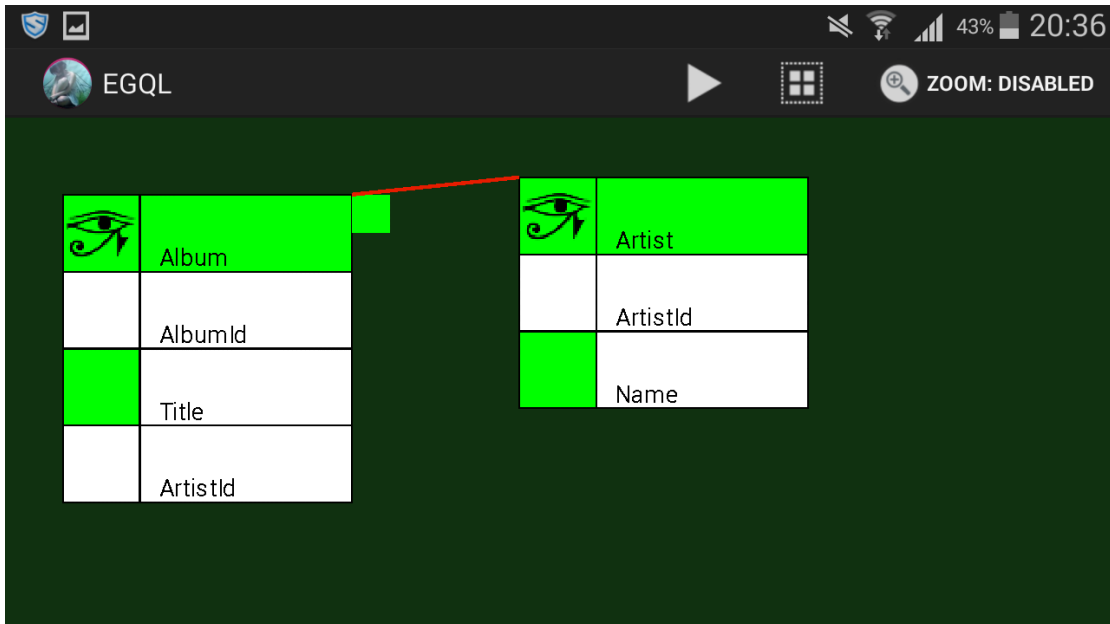 43% 20:36
EGQL ZOOM: DISABLED
Album
AlbumId
Title
ArtistId
Artist
ArtistId
Name